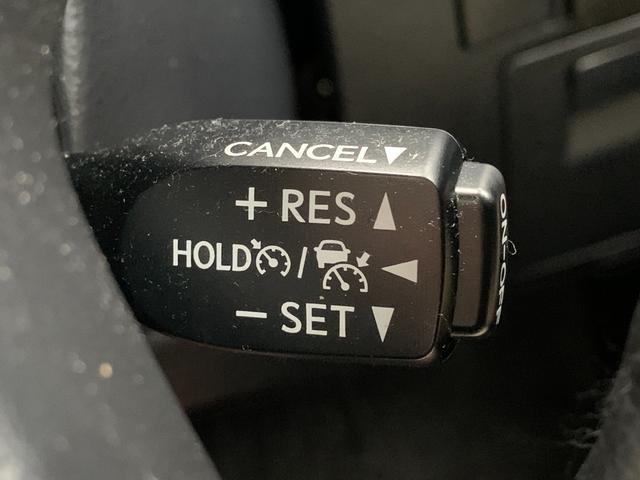 CANCEL▼
+ RES ▲
HOLD / ◀
− SET ▼
ON-OFF